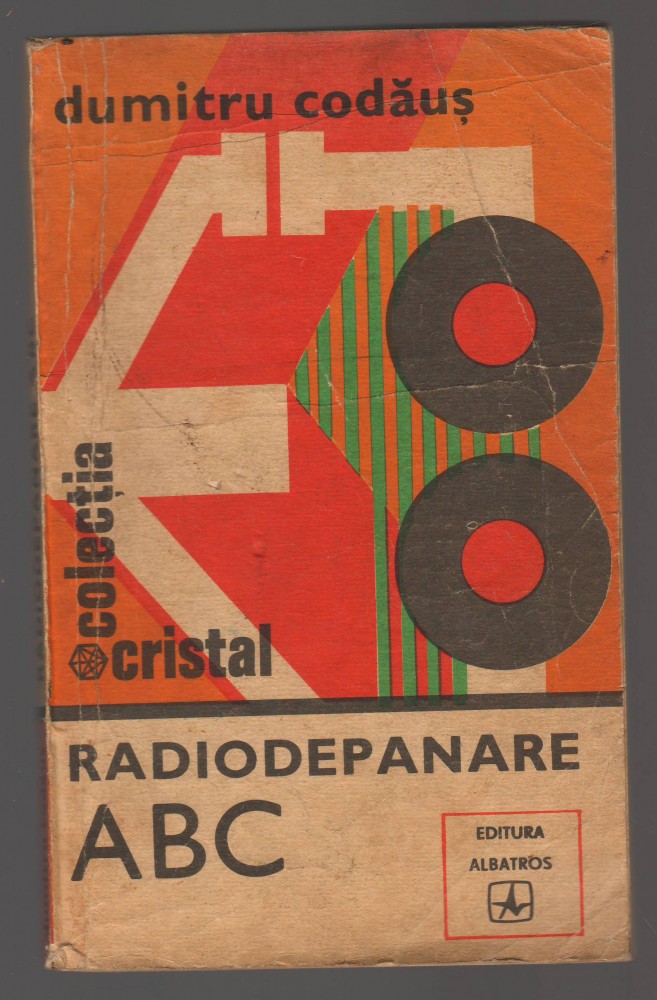 dumitru codăuș
colecția
cristal
RADIODEPANARE
ABC
EDITURA
ALBATROS